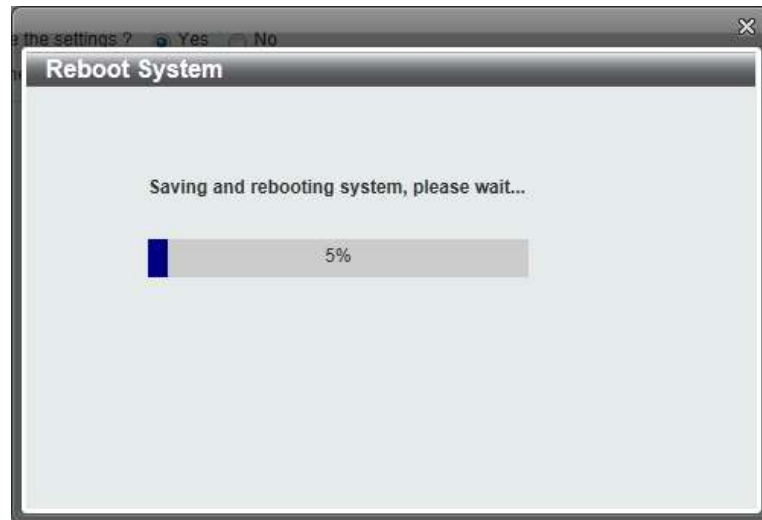 the settings ? Yes No
Reboot System
Saving and rebooting system, please wait...
5%